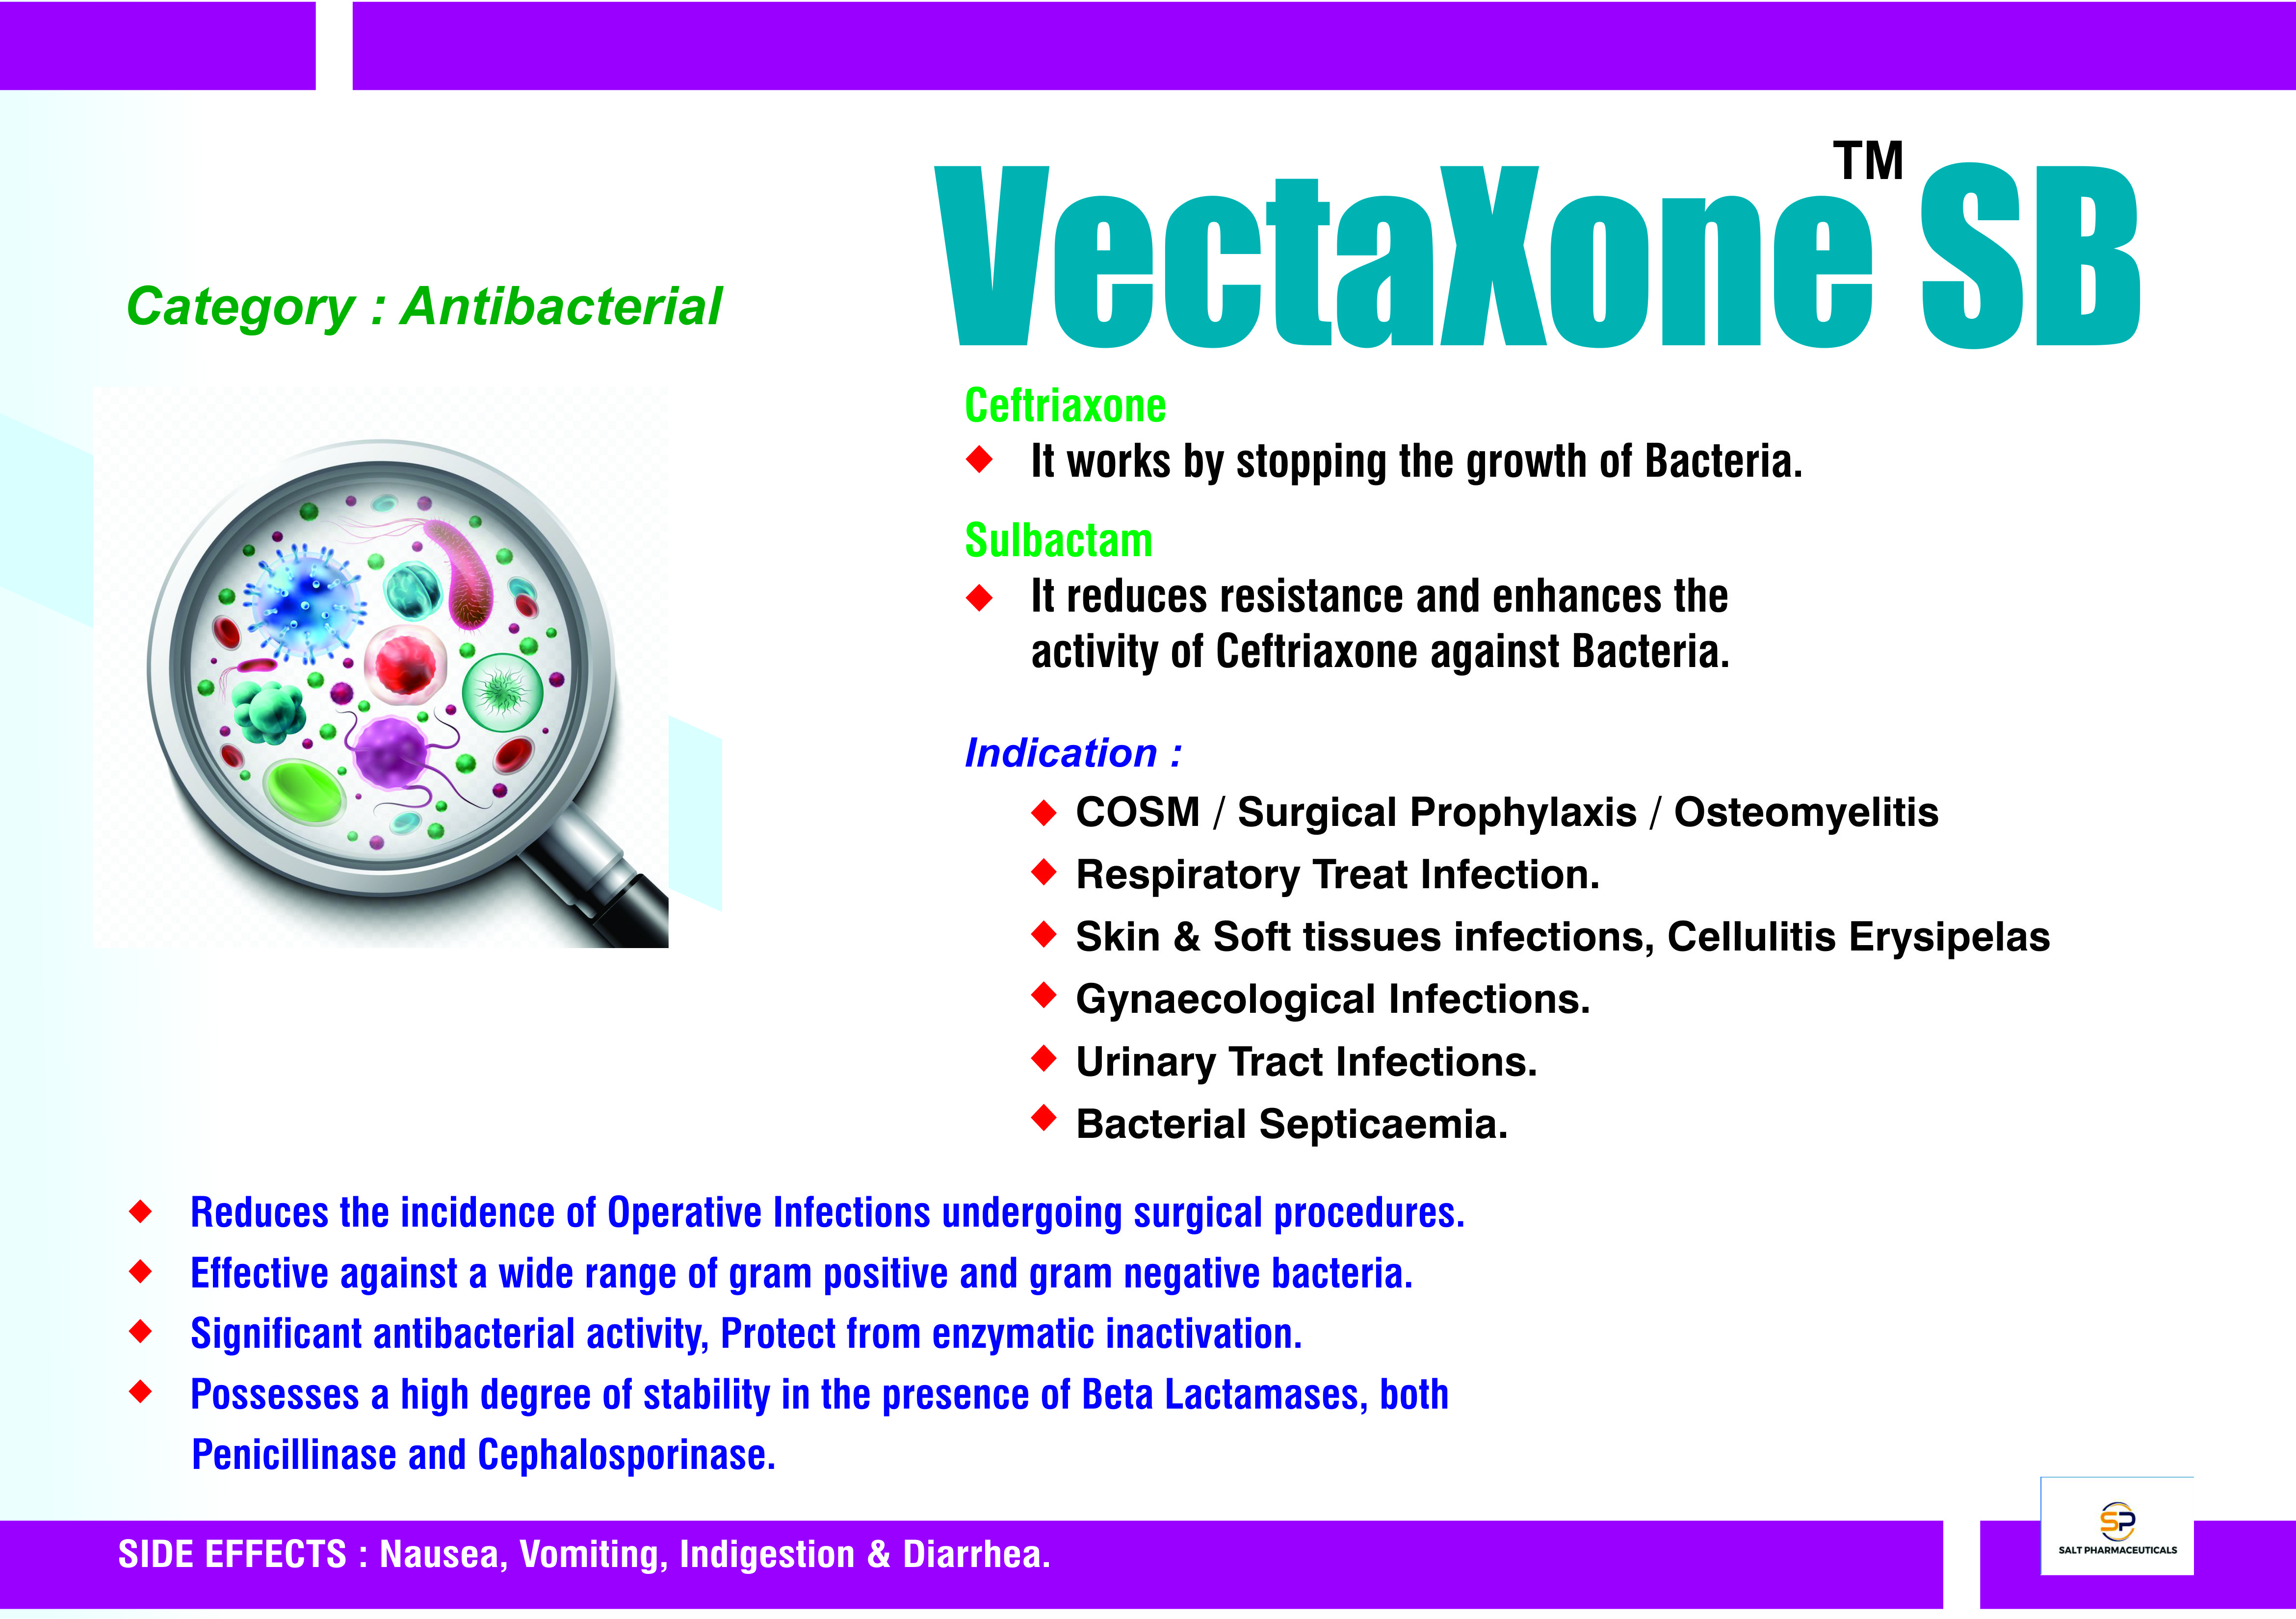 VectaXone™ SB
Category : Antibacterial
Ceftriaxone
It works by stopping the growth of Bacteria.
Sulbactam
It reduces resistance and enhances the
activity of Ceftriaxone against Bacteria.
Indication :
COSM / Surgical Prophylaxis / Osteomyelitis
Respiratory Treat Infection.
Skin & Soft tissues infections, Cellulitis Erysipelas
Gynaecological Infections.
Urinary Tract Infections.
Bacterial Septicaemia.
Reduces the incidence of Operative Infections undergoing surgical procedures.
Effective against a wide range of gram positive and gram negative bacteria.
Significant antibacterial activity, Protect from enzymatic inactivation.
Possesses a high degree of stability in the presence of Beta Lactamases, both
Penicillinase and Cephalosporinase.
SIDE EFFECTS : Nausea, Vomiting, Indigestion & Diarrhea.
SP
SALT PHARMACEUTICALS